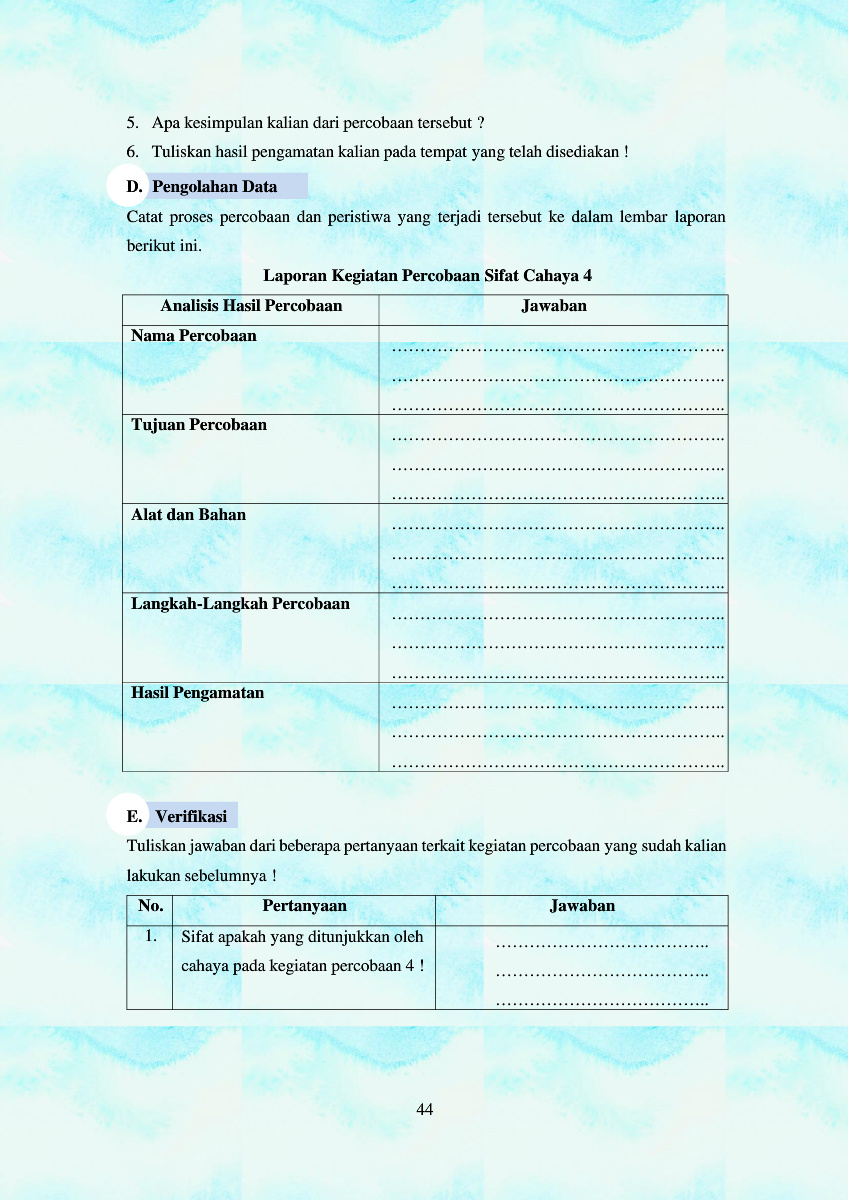 5. Apa kesimpulan kalian dari percobaan tersebut ?
6. Tuliskan hasil pengamatan kalian pada tempat yang telah disediakan !
D. Pengolahan Data
Catat proses percobaan dan peristiwa yang terjadi tersebut ke dalam lembar laporan
berikut ini.
Laporan Kegiatan Percobaan Sifat Cahaya 4
Analisis Hasil Percobaan Jawaban
Nama Percobaan
…………………………………………………..
…………………………………………………..
…………………………………………………..
Tujuan Percobaan
…………………………………………………..
…………………………………………………..
…………………………………………………..
Alat dan Bahan
…………………………………………………..
…………………………………………………..
…………………………………………………..
Langkah-Langkah Percobaan
…………………………………………………..
…………………………………………………..
…………………………………………………..
Hasil Pengamatan
…………………………………………………..
…………………………………………………..
…………………………………………………..
E. Verifikasi
Tuliskan jawaban dari beberapa pertanyaan terkait kegiatan percobaan yang sudah kalian
lakukan sebelumnya !
No. Pertanyaan Jawaban
1. Sifat apakah yang ditunjukkan oleh ………………………………..
cahaya pada kegiatan percobaan 4 ! ………………………………..
………………………………..
44